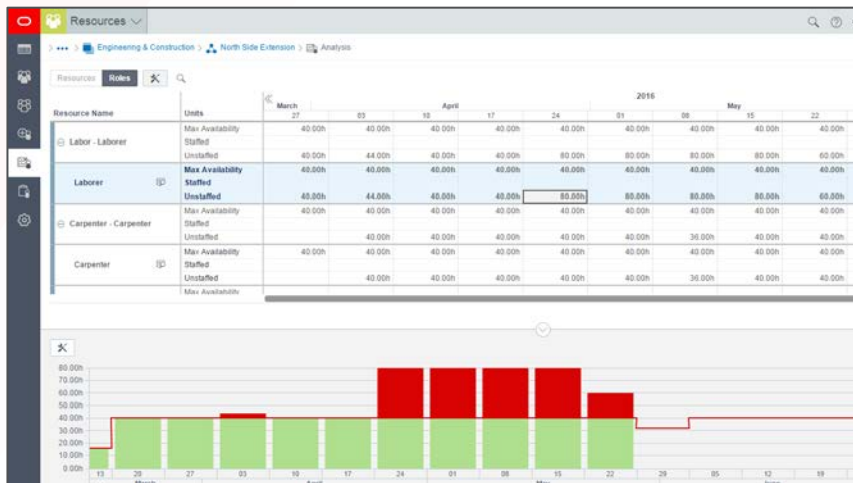 Resources
> ••• > Engineering & Construction > North Side Extension > Analysis
Resources Roles
2016
March April May
Resource Name Units 27 03 10 17 24 01 08 15 22
Max Availability 40.00h 40.00h 40.00h 40.00h 40.00h 40.00h 40.00h 40.00h 40.00h
Labor - Laborer Staffed
Unstaffed 40.00h 44.00h 40.00h 40.00h 80.00h 80.00h 80.00h 80.00h 60.00h
Max Availability 40.00h 40.00h 40.00h 40.00h 40.00h 40.00h 40.00h 40.00h 40.00h
Laborer Staffed
Unstaffed 40.00h 44.00h 40.00h 40.00h 80.00h 80.00h 80.00h 80.00h 60.00h
Max Availability 40.00h 40.00h 40.00h 40.00h 40.00h 40.00h 40.00h 40.00h 40.00h
Carpenter - Carpenter Staffed
Unstaffed 40.00h 40.00h 40.00h 40.00h 40.00h 36.00h 40.00h 40.00h
Max Availability 40.00h 40.00h 40.00h 40.00h 40.00h 40.00h 40.00h 40.00h 40.00h
Carpenter Staffed
Unstaffed 40.00h 40.00h 40.00h 40.00h 40.00h 36.00h 40.00h 40.00h
Max Availability
80.00h
70.00h
60.00h
50.00h
40.00h
30.00h
20.00h
10.00h
0.00h
13 20 27 03 10 17 24 01 08 15 22 29 05 12 19
March April May June